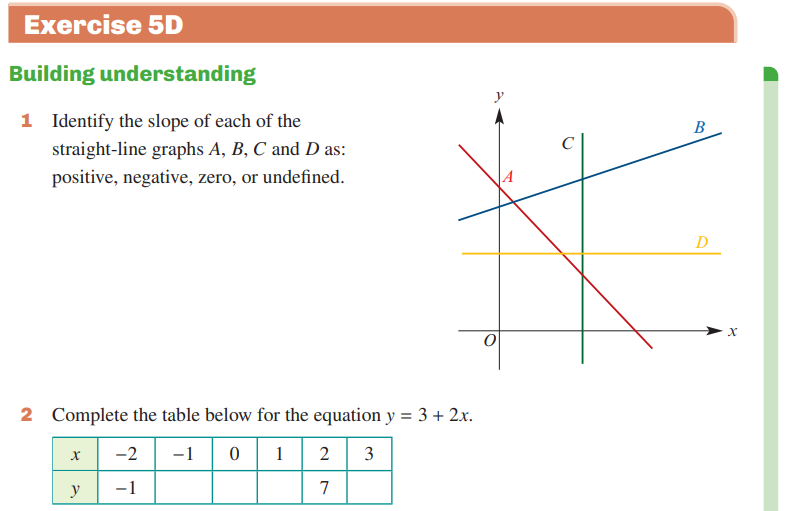 Exercise 5D
Building understanding
1 Identify the slope of each of the
straight-line graphs A, B, C and D as:
positive, negative, zero, or undefined.
y
B
C
A
D
x
O
2 Complete the table below for the equation y = 3 + 2x.
x −2 −1 0 1 2 3
y −1 7